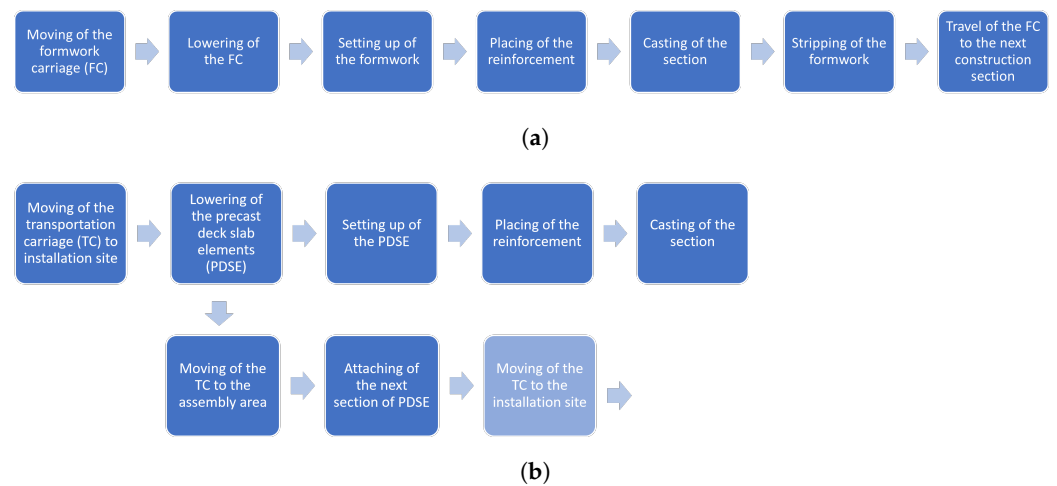 Moving of the
formwork
carriage (FC)
Lowering of
the FC
Setting up of
the formwork
Placing of the
reinforcement
Casting of the
section
Stripping of the
formwork
Travel of the FC
to the next
construction
section
(a)
Moving of the
transportation
carriage (TC) to
installation site
Lowering of
the precast
deck slab
elements
(PDSE)
Setting up of
the PDSE
Placing of the
reinforcement
Casting of the
section
Moving of the
TC to the
assembly area
Attaching of
the next
section of PDSE
Moving of the
TC to the
installation site
(b)